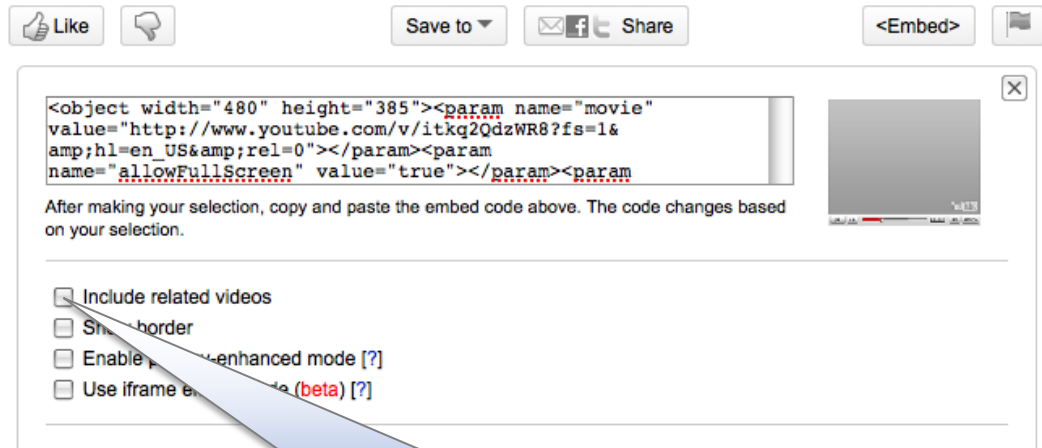 Like Save to Share <Embed>
<object width="480" height="385"><param name="movie"
value="http://www.youtube.com/v/itkq2QdzWR8?fs=1&
amp;hl=en_US&amp;rel=0"></param><param
name="allowFullScreen" value="true"></param><param
After making your selection, copy and paste the embed code above. The code changes based
on your selection.
Include related videos
border
Enable -enhanced mode [?]
Use iframe (beta) [?]